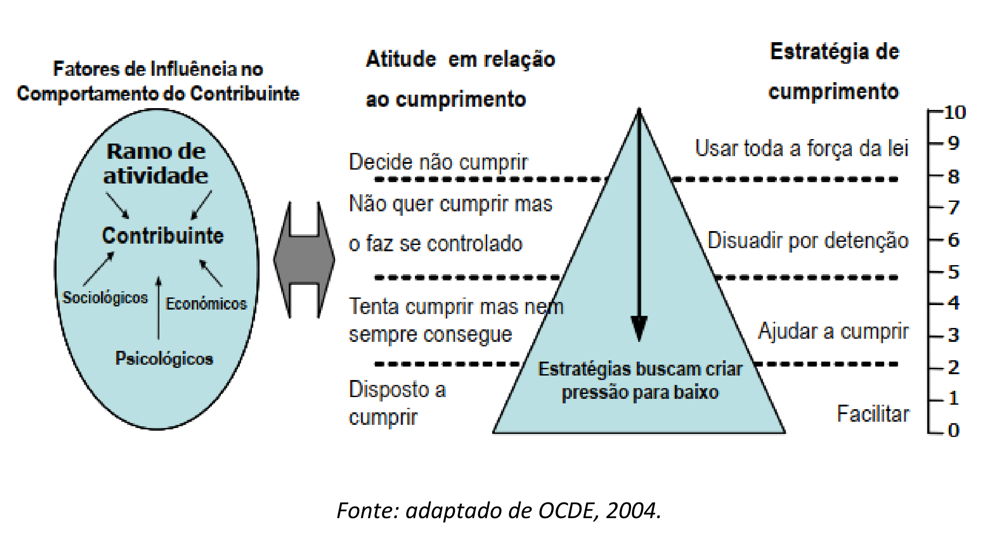 Fatores de Influência no
Comportamento do Contribuinte
Ramo de
atividade
Contribuinte
Sociológicos
Económicos
Psicológicos
Atitude em relação
ao cumprimento
Decide não cumprir
Não quer cumprir mas
o faz se controlado
Tenta cumprir mas nem
sempre consegue
Disposto a
cumprir
Estratégias buscam criar
pressão para baixo
Estratégia de
cumprimento
Usar toda a força da lei
Disuadir por detenção
Ajudar a cumprir
Facilitar
10
9
8
7
6
5
4
3
2
1
0
Fonte: adaptado de OCDE, 2004.